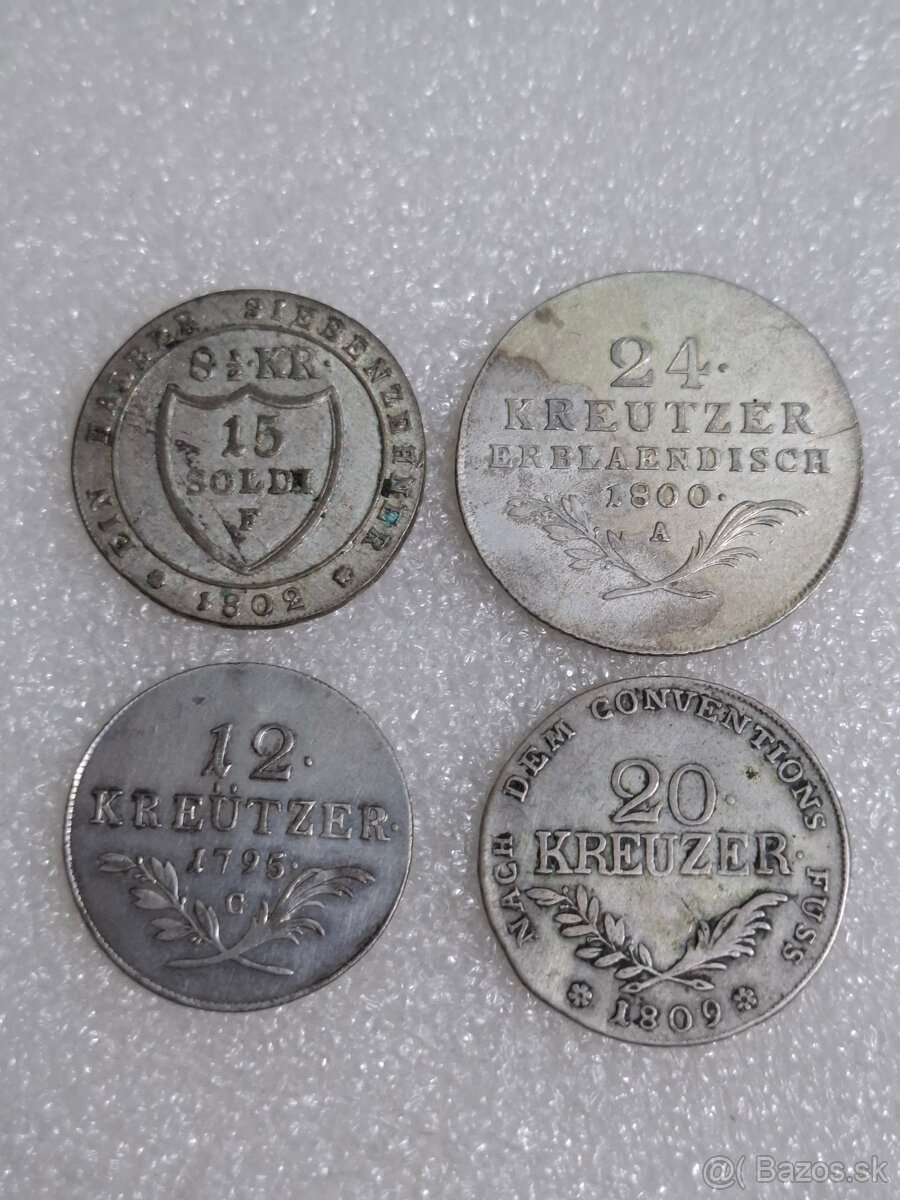 EIN HALBER SIEBENZEHNER
8½·KR·
15
SOLDI
F
* 1802 *
24·
KREUTZER
ERBLAENDISCH
1800·
A
12·
KREÜTZER·
1795·
G
NACH DEM CONVENTIONS FUSS
20·
KREUZER·
* 1809 *
@( Bazos.sk